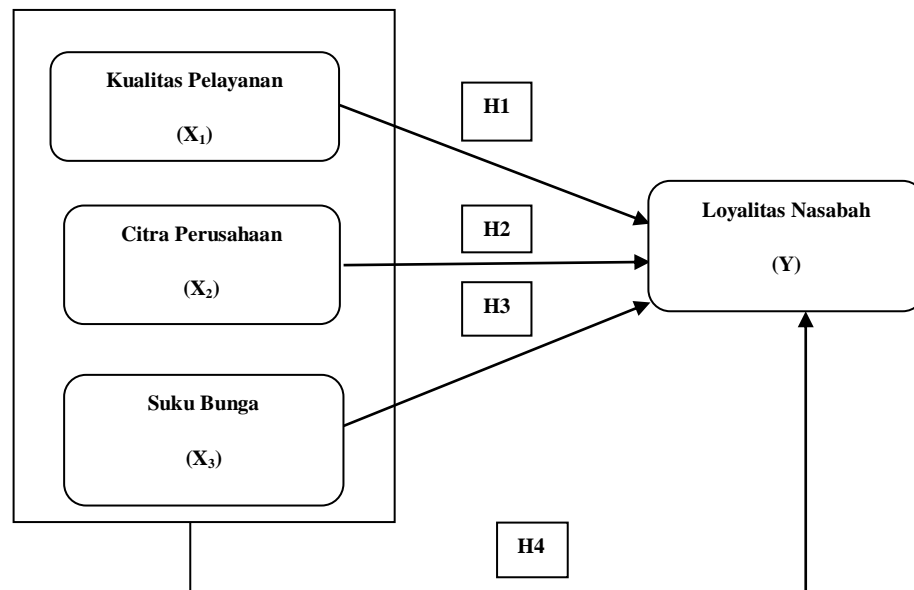 Kualitas Pelayanan
(X₁)
H1
Loyalitas Nasabah
(Y)
Citra Perusahaan
(X₂)
H2
H3
Suku Bunga
(X₃)
H4